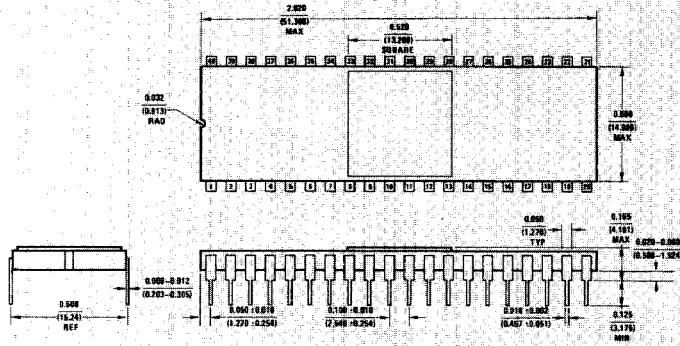 2.020
(51.308)
MAX
0.520
(13.208)
SQUARE
40 39 38 37 36 35 34 33 32 31 30 29 28 27 26 25 24 23 22 21
0.032
(0.813)
RAD
(14.986)
MAX
1 2 3 4 5 6 7 8 9 10 11 12 13 14 15 16 17 18 19 20
0.050
(1.270)
TYP
0.165
(4.191)
MAX
0.008–0.012
(0.203–0.305)
(15.24)
REF
0.050 ±0.010
(1.270 ±0.254)
0.100 ±0.010
(2.540 ±0.254)
0.018 ±0.002
(0.457 ±0.051)
0.125
(3.175)
MIN